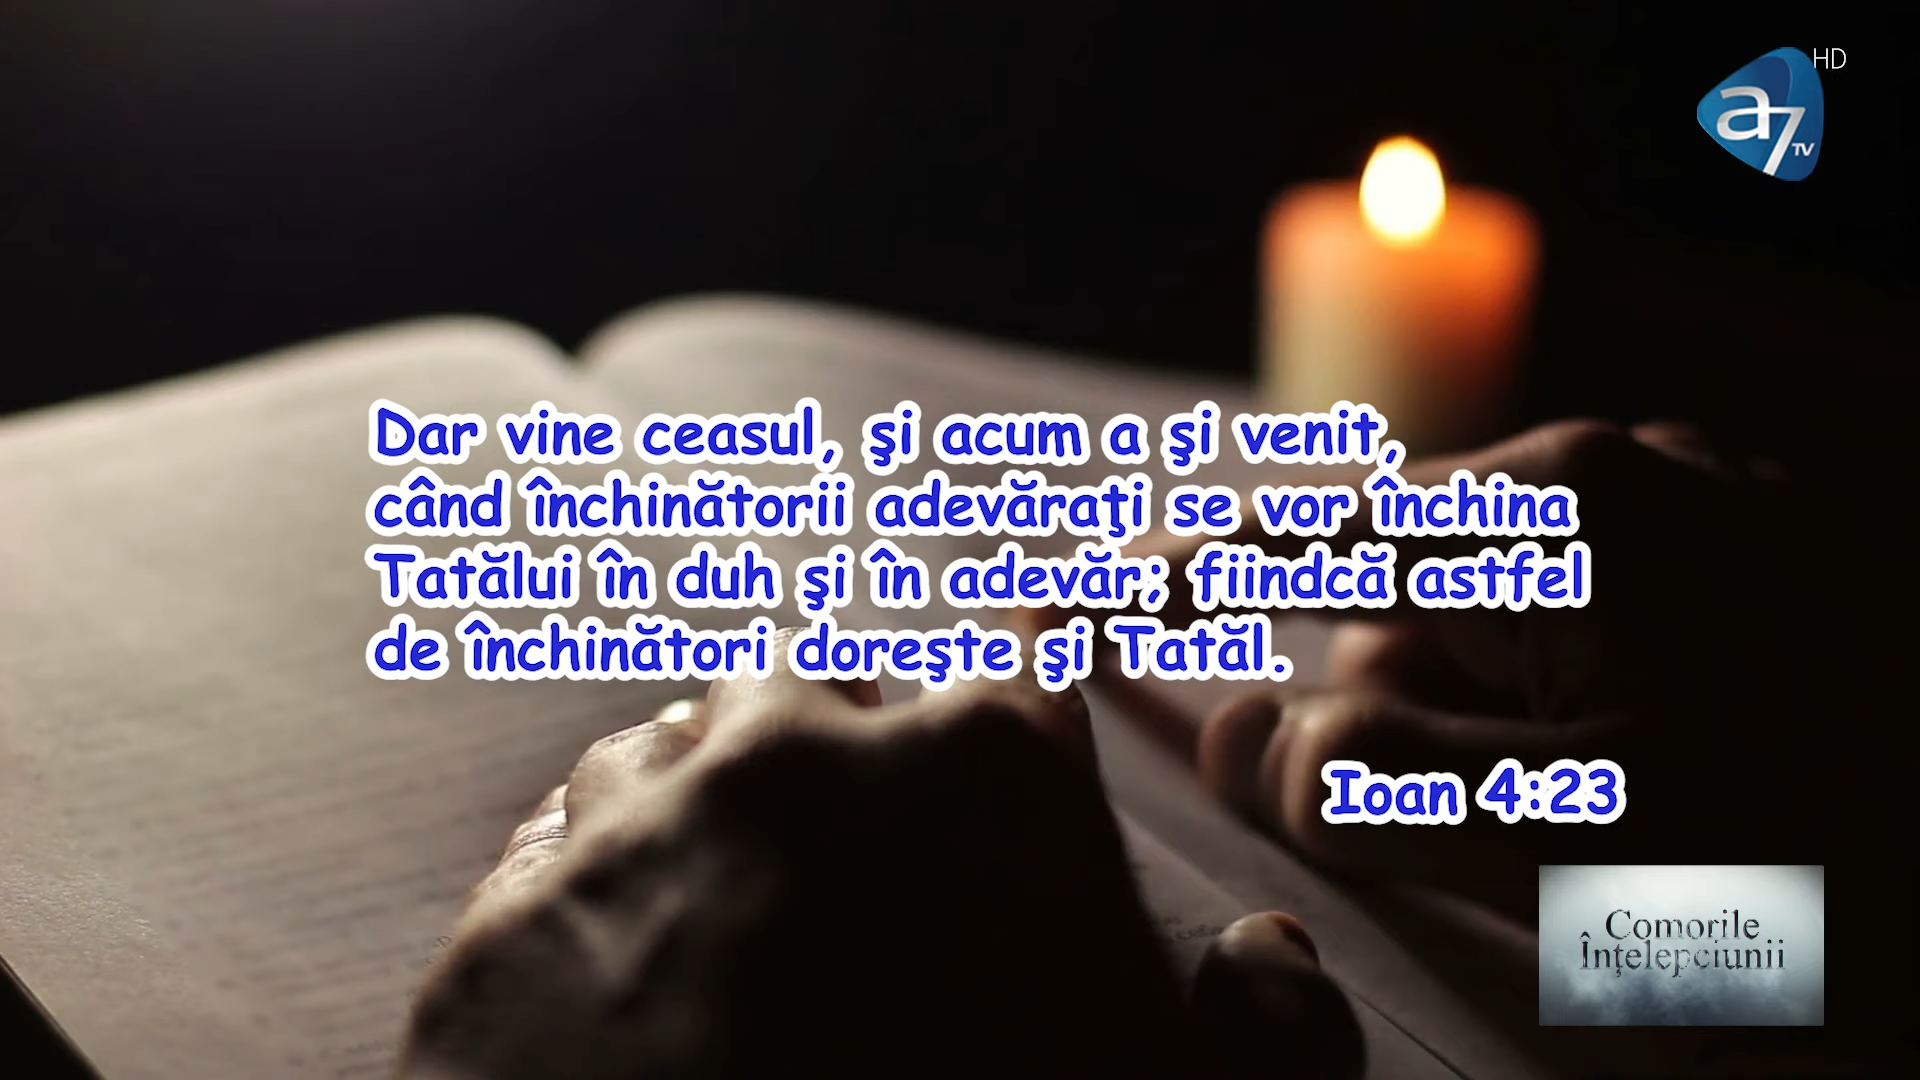 HD
a7
TV
Dar vine ceasul, şi acum a şi venit,
când închinătorii adevăraţi se vor închina
Tatălui în duh şi în adevăr; fiindcă astfel
de închinători doreşte şi Tatăl.
Ioan 4:23
Comorile
Înţelepciunii